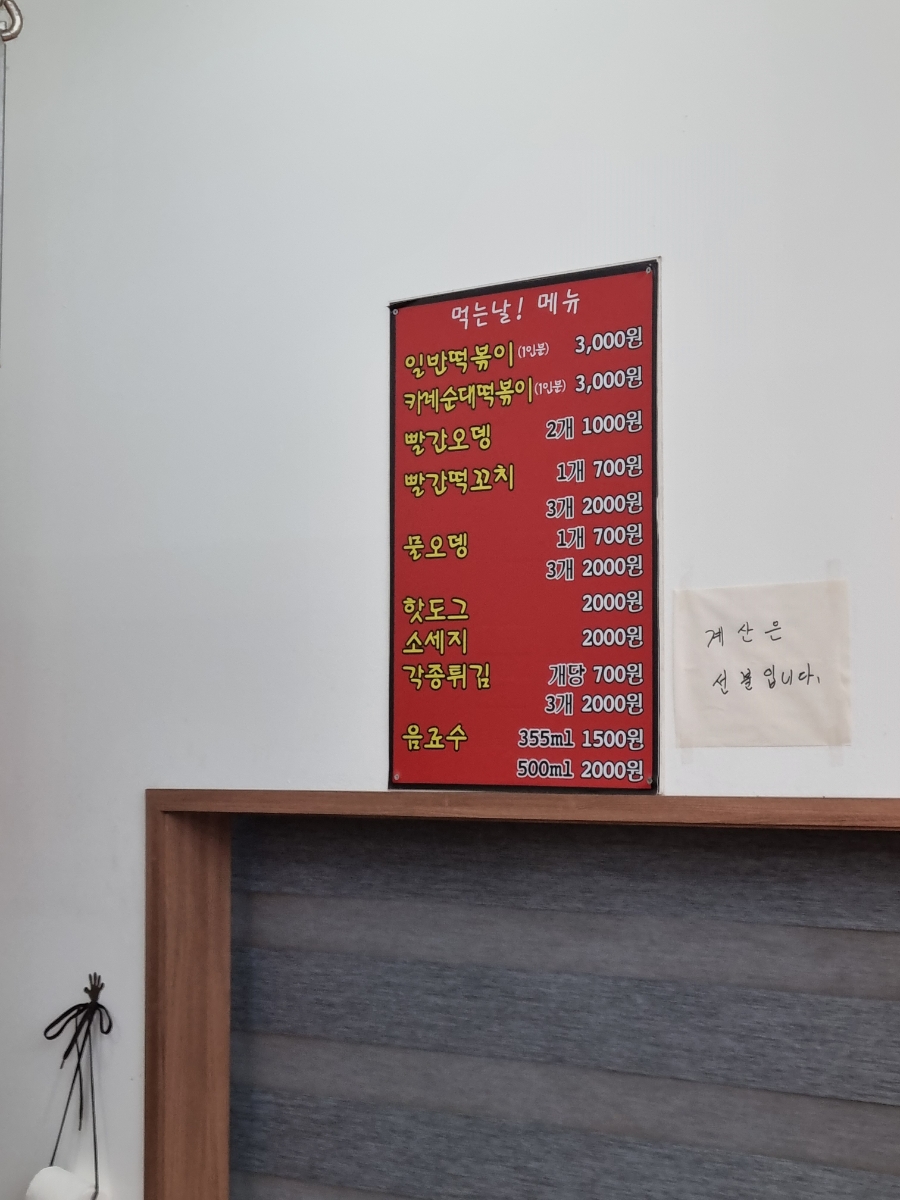 먹는날! 메뉴
일반떡볶이(1인분) 3,000원
카레순대떡볶이(1인분) 3,000원
빨간오뎅 2개 1000원
빨간떡꼬치 1개 700원
3개 2000원
물오뎅 1개 700원
3개 2000원
핫도그 2000원
소세지 2000원
각종튀김 개당 700원
3개 2000원
음료수 355ml 1500원
500ml 2000원
계산은
선불입니다.